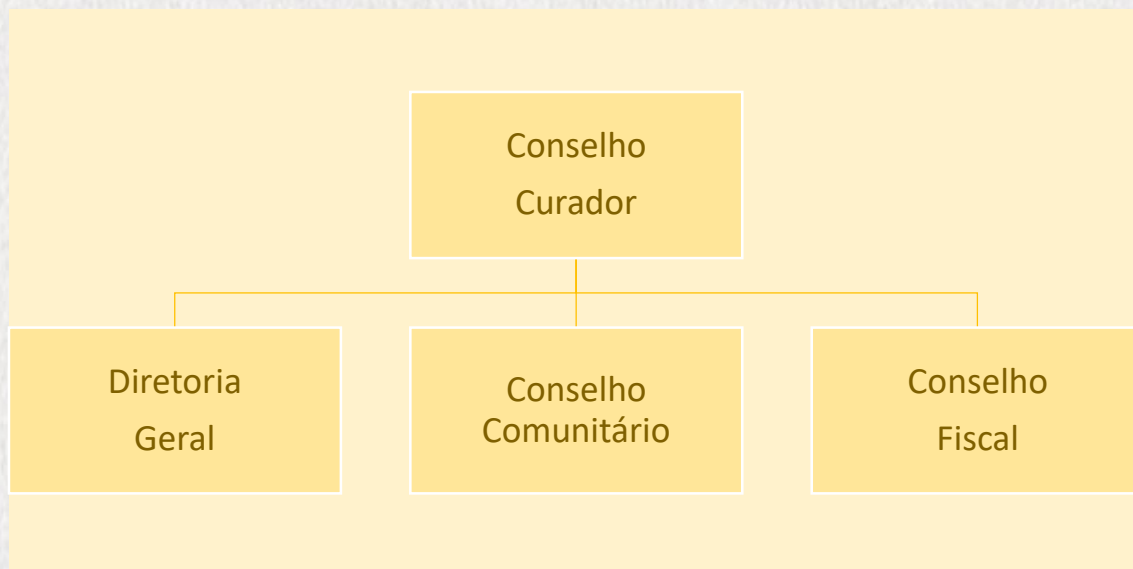 Conselho
Curador
Diretoria
Geral
Conselho
Comunitário
Conselho
Fiscal